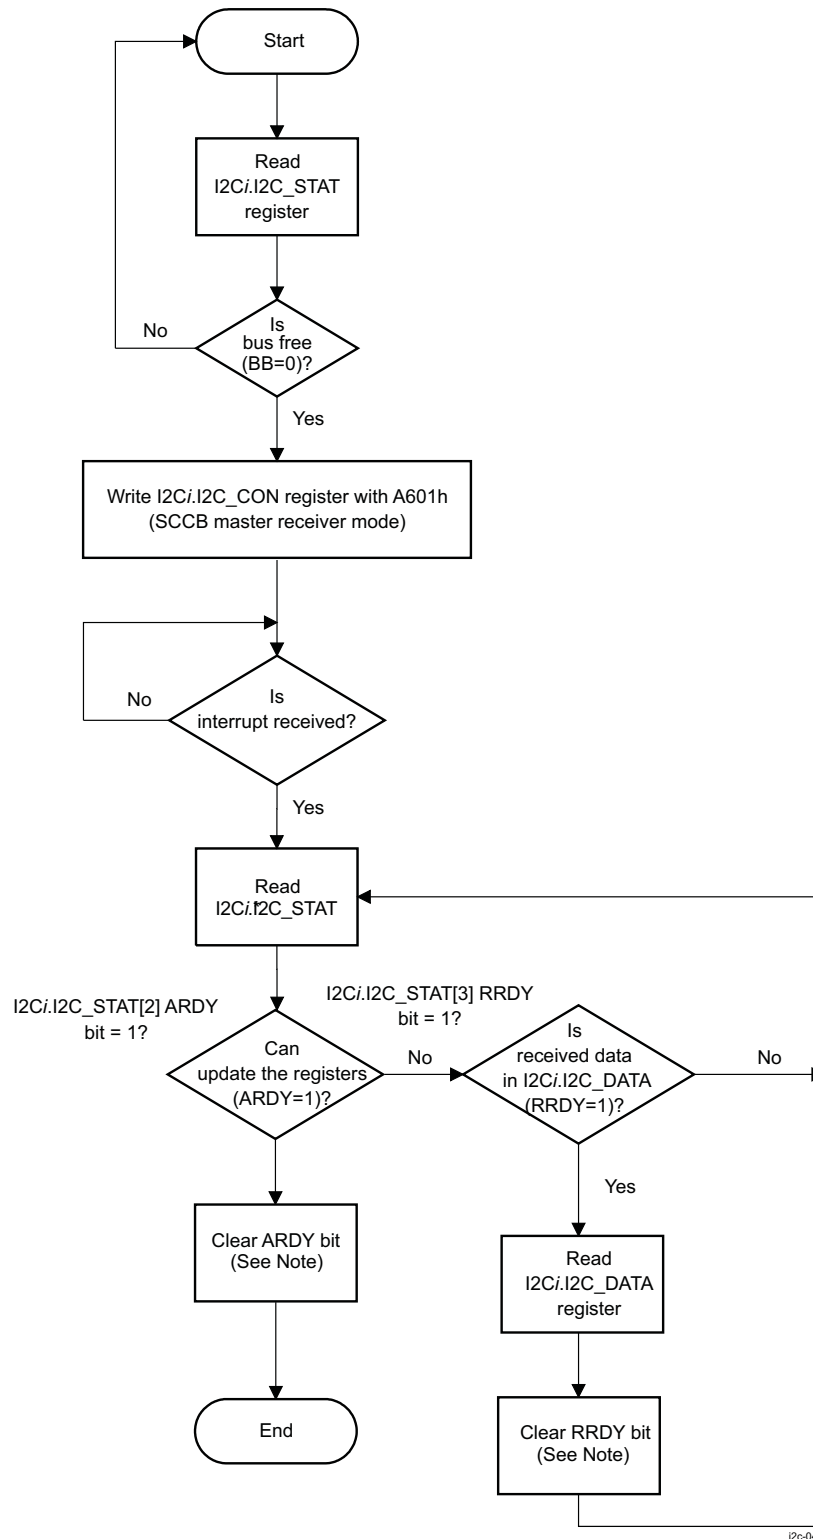 Start
Read
I2Ci.I2C_STAT
register
Is
bus free
(BB=0)?
No
Yes
Write I2Ci.I2C_CON register with A601h
(SCCB master receiver mode)
Is
interrupt received?
No
Yes
Read
I2Ci.I2C_STAT
I2Ci.I2C_STAT[2] ARDY
bit = 1?
I2Ci.I2C_STAT[3] RRDY
bit = 1?
Can
update the registers
(ARDY=1)?
No
Is
received data
in I2Ci.I2C_DATA
(RRDY=1)?
No
Yes
Clear ARDY bit
(See Note)
Read
I2Ci.I2C_DATA
register
End
Clear RRDY bit
(See Note)